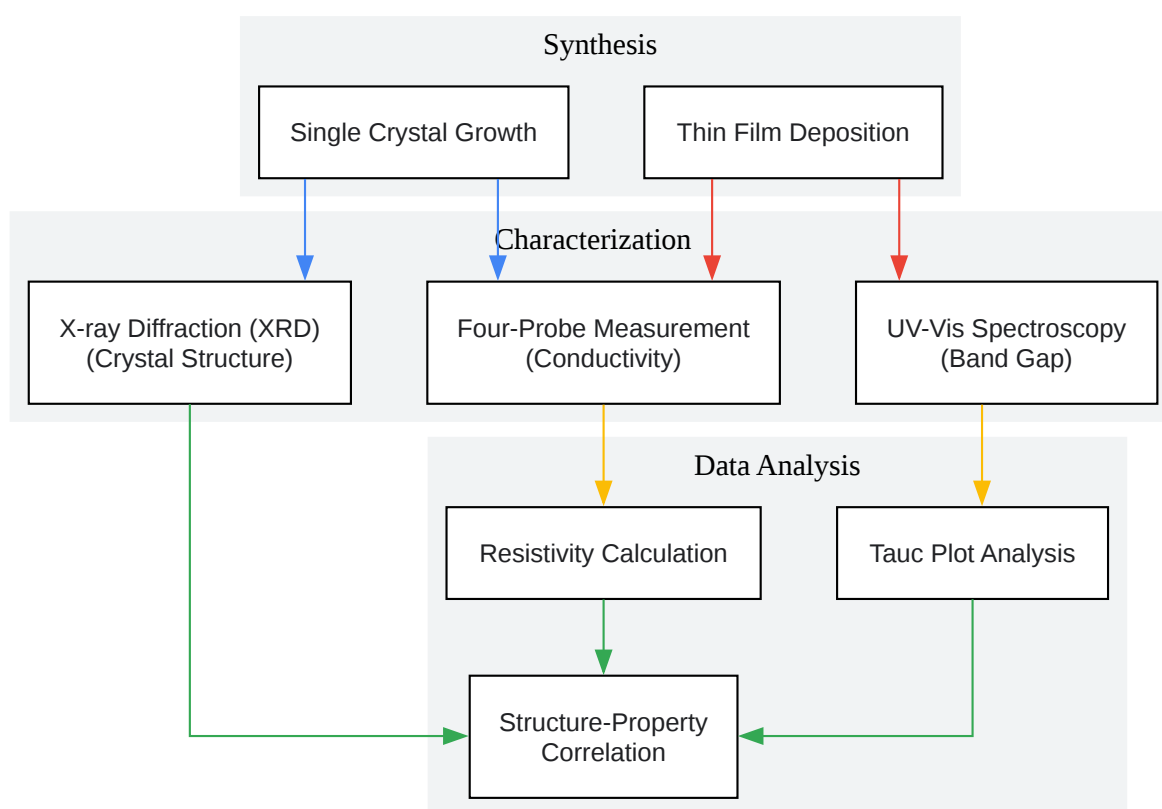 Synthesis
Single Crystal Growth
Thin Film Deposition
Characterization
X-ray Diffraction (XRD)
(Crystal Structure)
Four-Probe Measurement
(Conductivity)
UV-Vis Spectroscopy
(Band Gap)
Data Analysis
Resistivity Calculation
Tauc Plot Analysis
Structure-Property
Correlation